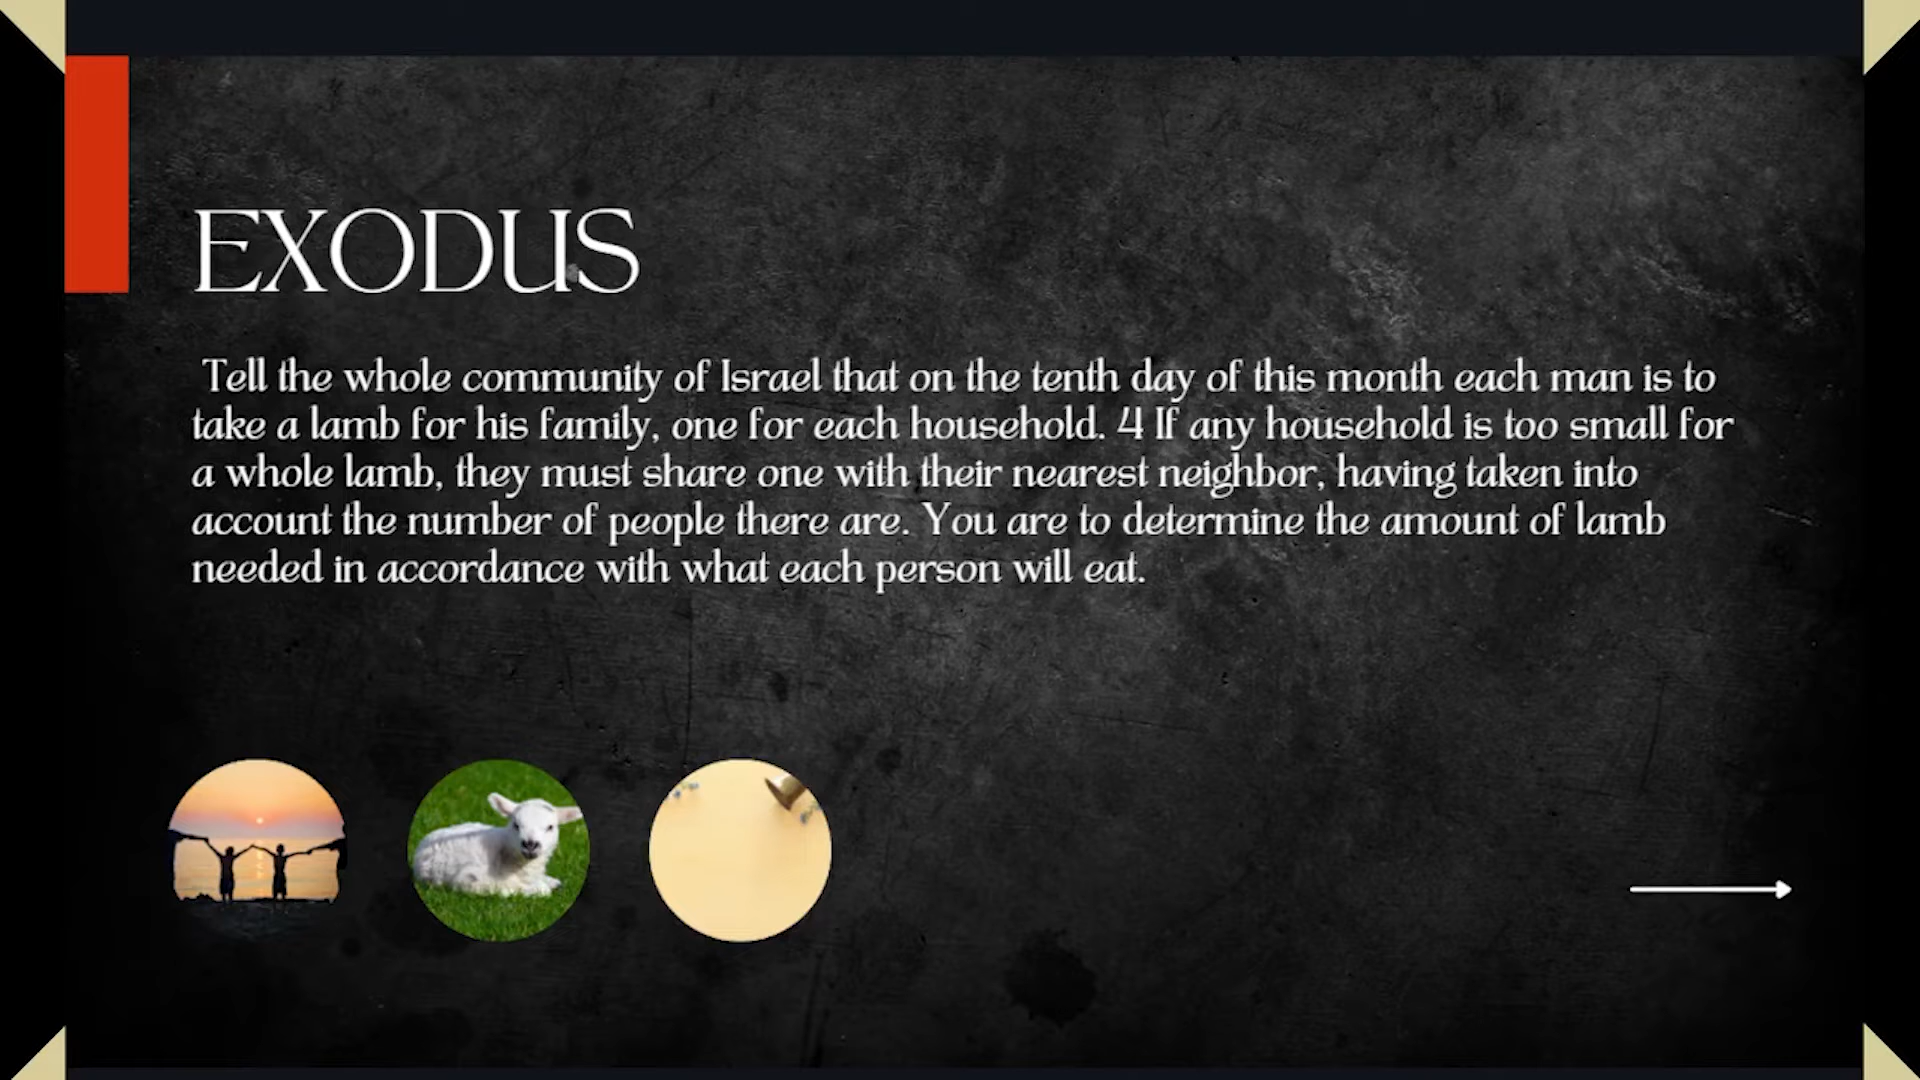 EXODUS
Tell the whole community of Israel that on the tenth day of this month each man is to
take a lamb for his family, one for each household. 4 If any household is too small for
a whole lamb, they must share one with their nearest neighbor, having taken into
account the number of people there are. You are to determine the amount of lamb
needed in accordance with what each person will eat.